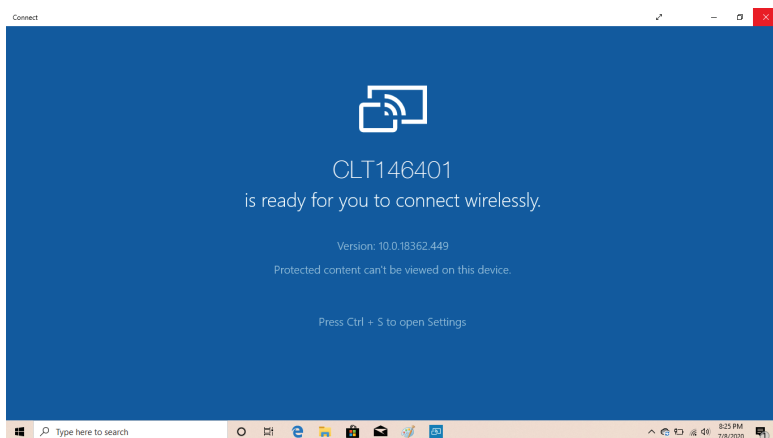 Connect
CLT146401
is ready for you to connect wirelessly.
Version: 10.0.18362.449
Protected content can't be viewed on this device.
Press Ctrl + S to open Settings
Type here to search
8:25 PM
7/8/2020